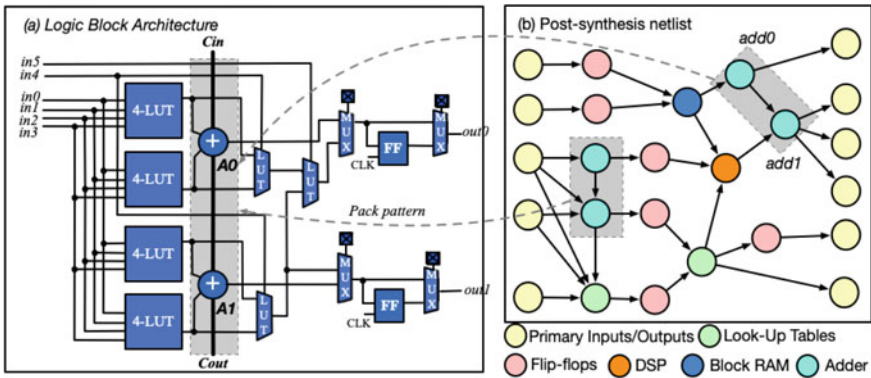 (a) Logic Block Architecture
Cin
in5
in4
in0
in1
in2
in3
4-LUT
4-LUT
4-LUT
4-LUT
A0
A1
LUT
LUT
LUT
MUX
MUX
MUX
MUX
CLK
FF
out0
Pack pattern
CLK
FF
out1
Cout
(b) Post-synthesis netlist
add0
add1
Primary Inputs/Outputs
Look-Up Tables
Flip-flops
DSP
Block RAM
Adder